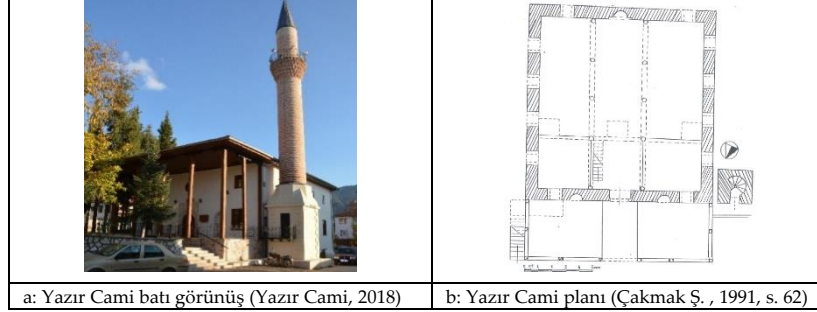 a: Yazır Cami batı görünüş (Yazır Cami, 2018)
b: Yazır Cami planı (Çakmak Ş. , 1991, s. 62)